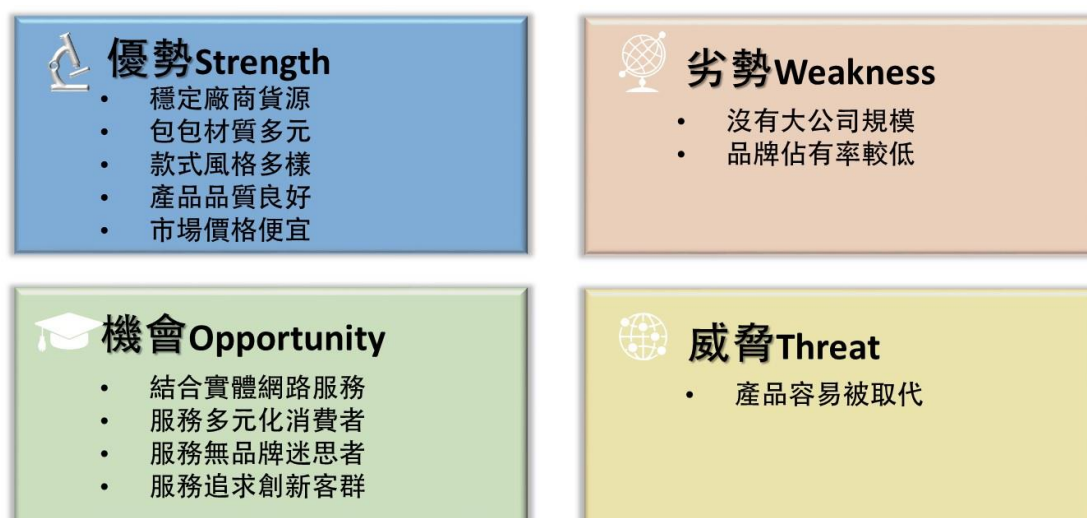 優勢Strength
• 穩定廠商貨源
• 包包材質多元
• 款式風格多樣
• 產品品質良好
• 市場價格便宜
劣勢Weakness
• 沒有大公司規模
• 品牌佔有率較低
機會Opportunity
• 結合實體網路服務
• 服務多元化消費者
• 服務無品牌迷思者
• 服務追求創新客群
威脅Threat
• 產品容易被取代